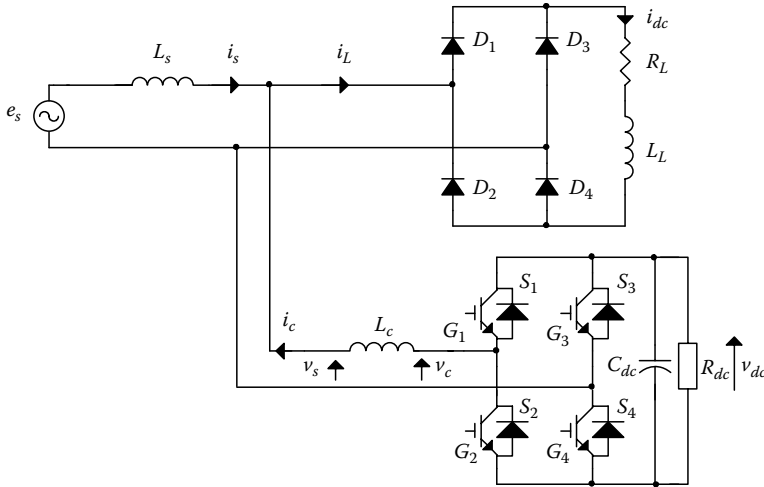 i_dc
L_s i_s i_L D_1 D_3 R_L
e_s
L_L
D_2 D_4
S_1 S_3
i_c L_c G_1 G_3
v_s v_c C_dc R_dc v_dc
S_2 S_4
G_2 G_4